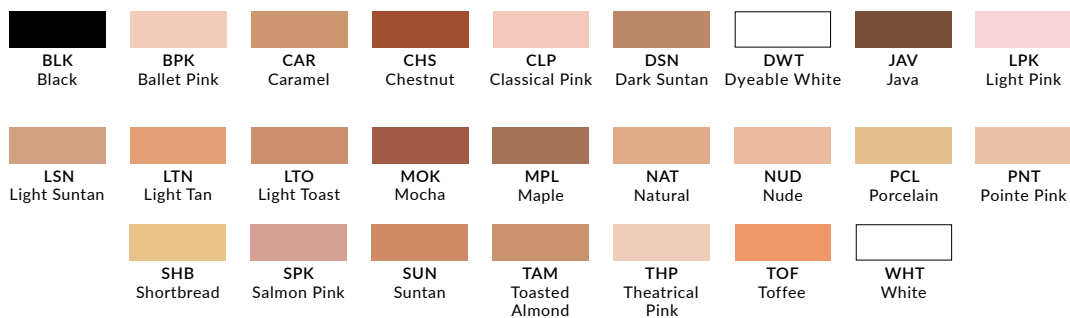 BLK
Black
BPK
Ballet Pink
CAR
Caramel
CHS
Chestnut
CLP
Classical Pink
DSN
Dark Suntan
DWT
Dyeable White
JAV
Java
LPK
Light Pink
LSN
Light Suntan
LTN
Light Tan
LTO
Light Toast
MOK
Mocha
MPL
Maple
NAT
Natural
NUD
Nude
PCL
Porcelain
PNT
Pointe Pink
SHB
Shortbread
SPK
Salmon Pink
SUN
Suntan
TAM
Toasted
Almond
THP
Theatrical
Pink
TOF
Toffee
WHT
White